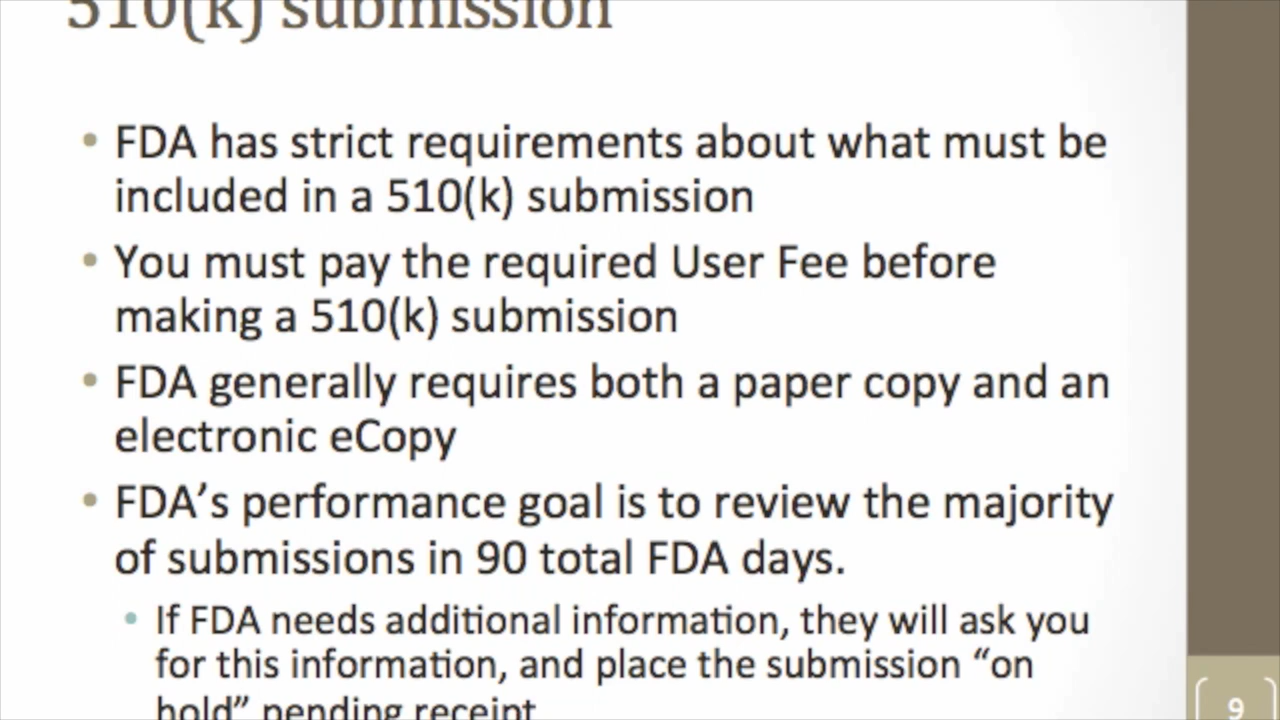 510(k) submission
• FDA has strict requirements about what must be
included in a 510(k) submission
• You must pay the required User Fee before
making a 510(k) submission
• FDA generally requires both a paper copy and an
electronic eCopy
• FDA’s performance goal is to review the majority
of submissions in 90 total FDA days.
• If FDA needs additional information, they will ask you
for this information, and place the submission “on
hold” pending receipt
9